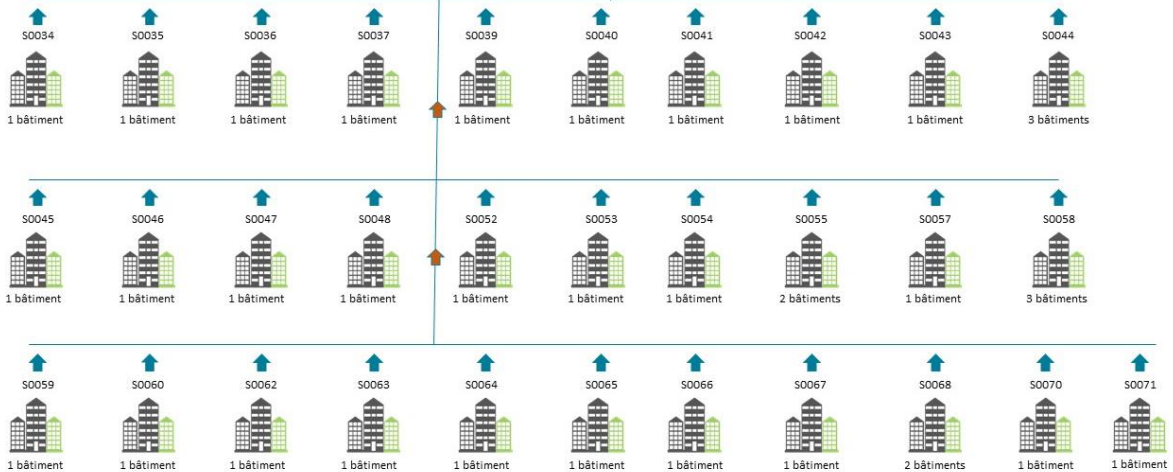 S0034 S0035 S0036 S0037 S0039 S0040 S0041 S0042 S0043 S0044
1 bâtiment 1 bâtiment 1 bâtiment 1 bâtiment 1 bâtiment 1 bâtiment 1 bâtiment 1 bâtiment 1 bâtiment 3 bâtiments
S0045 S0046 S0047 S0048 S0052 S0053 S0054 S0055 S0057 S0058
1 bâtiment 1 bâtiment 1 bâtiment 1 bâtiment 1 bâtiment 1 bâtiment 1 bâtiment 2 bâtiments 1 bâtiment 3 bâtiments
S0059 S0060 S0062 S0063 S0064 S0065 S0066 S0067 S0068 S0070 S0071
1 bâtiment 1 bâtiment 1 bâtiment 1 bâtiment 1 bâtiment 1 bâtiment 1 bâtiment 1 bâtiment 2 bâtiments 1 bâtiment 1 bâtiment